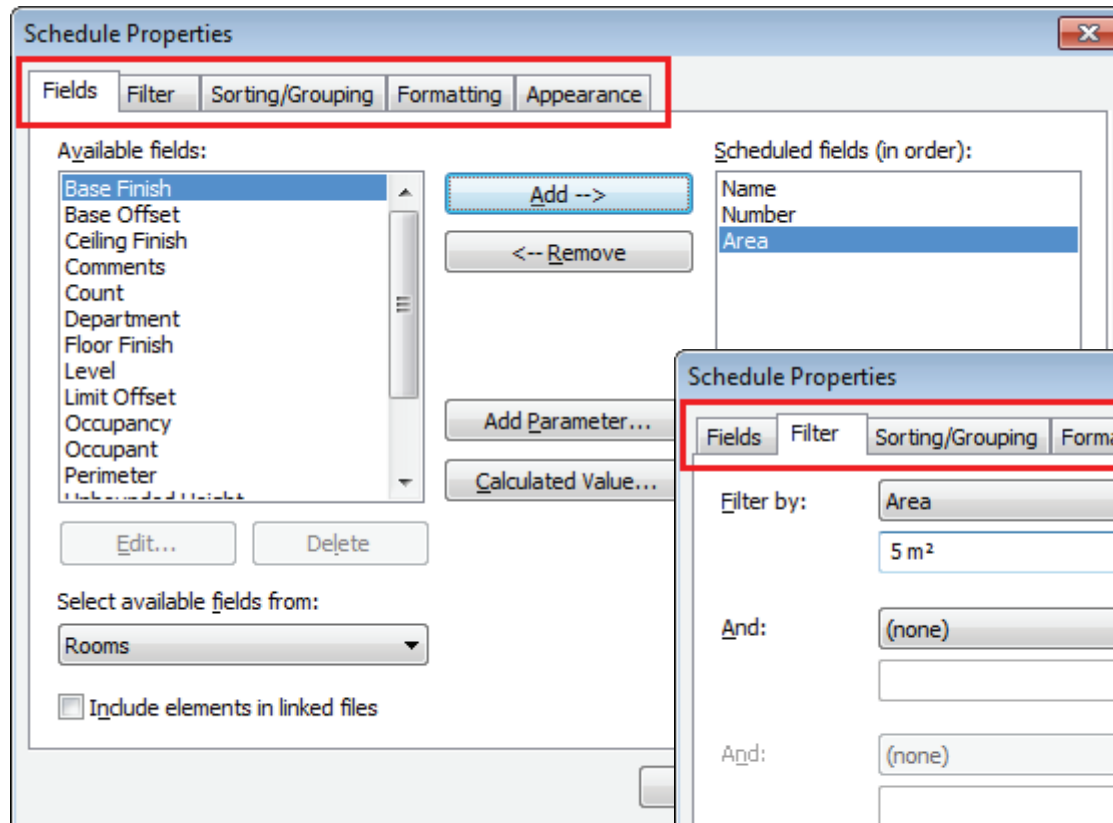 Schedule Properties
Fields Filter Sorting/Grouping Formatting Appearance
Available fields:
Base Finish
Base Offset
Ceiling Finish
Comments
Count
Department
Floor Finish
Level
Limit Offset
Occupancy
Occupant
Perimeter
Unbounded Height
Edit... Delete
Select available fields from:
Rooms
Include elements in linked files
Add -->
<-- Remove
Add Parameter...
Calculated Value...
Scheduled fields (in order):
Name
Number
Area
Schedule Properties
Fields Filter Sorting/Grouping Forma
Filter by: Area
5 m²
And: (none)
And: (none)